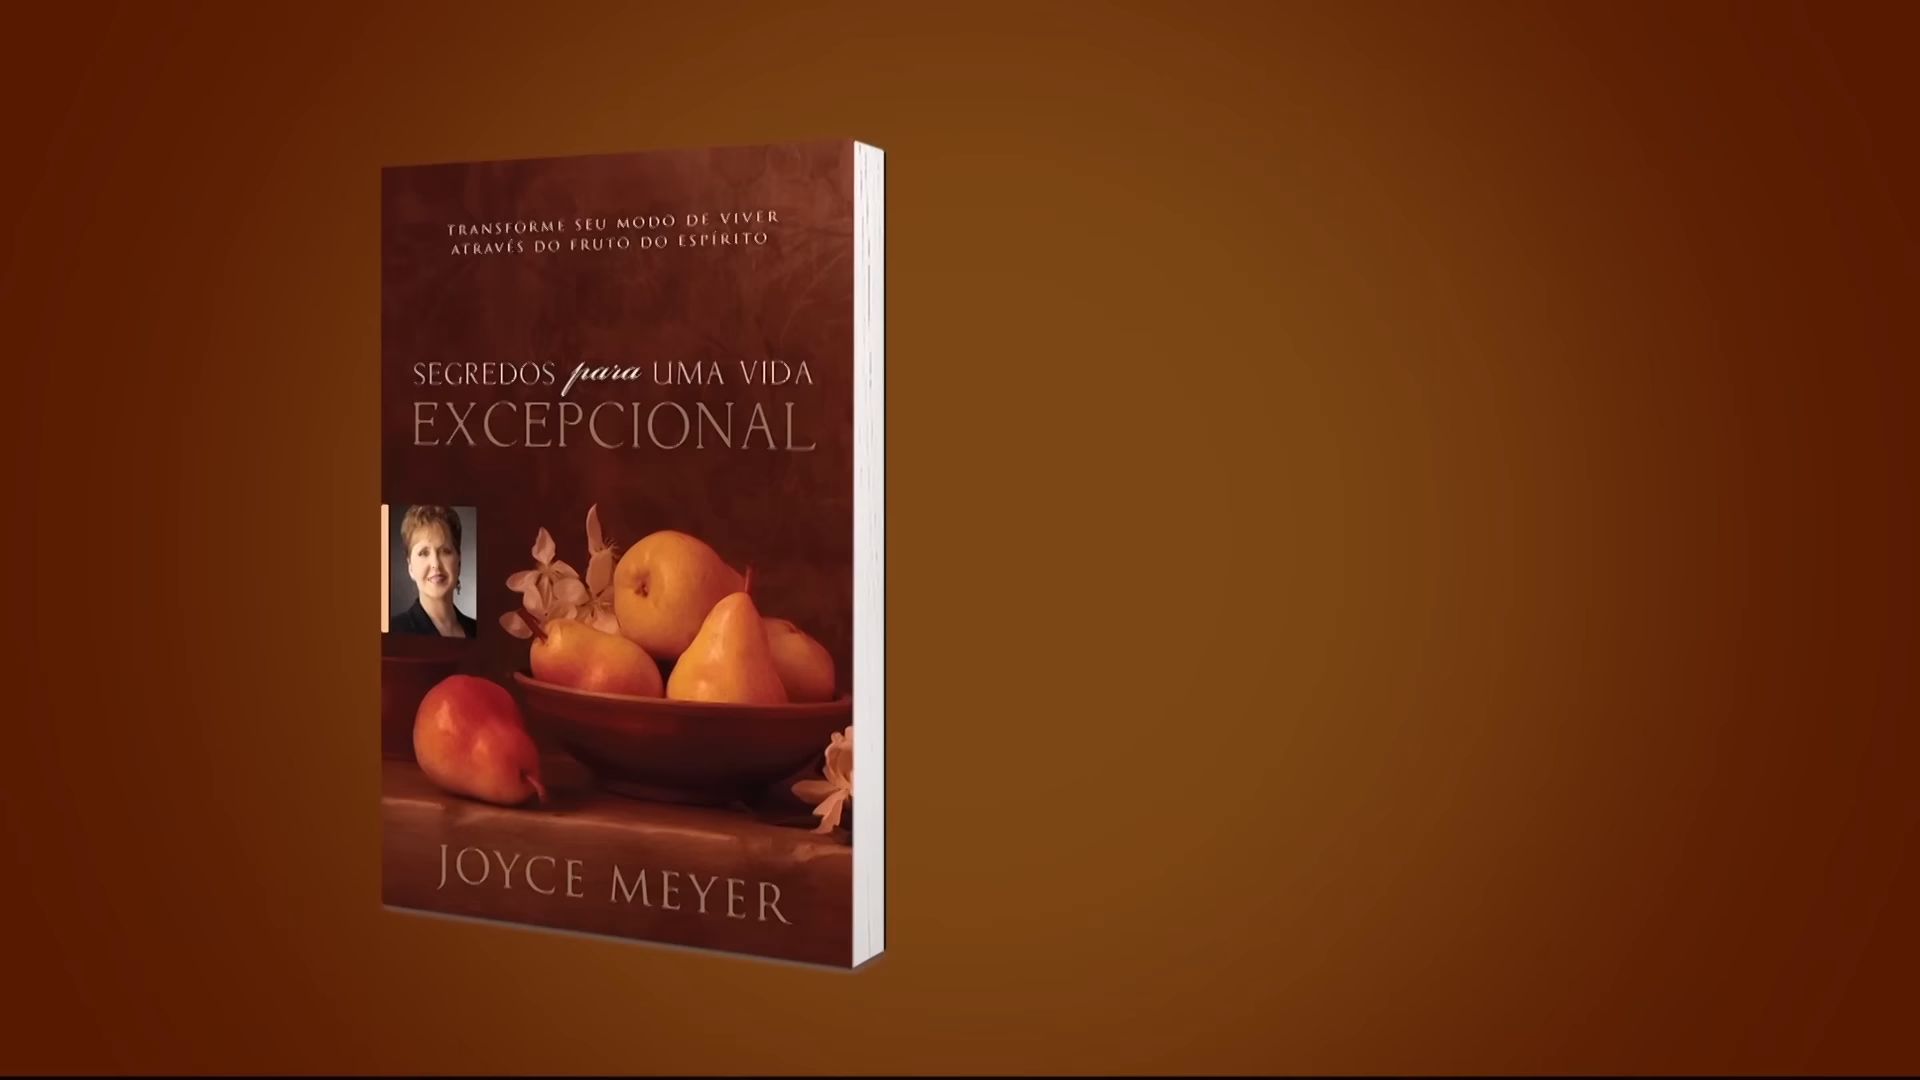 TRANSFORME SEU MODO DE VIVER
ATRAVÉS DO FRUTO DO ESPÍRITO
SEGREDOS para UMA VIDA
EXCEPCIONAL
JOYCE MEYER